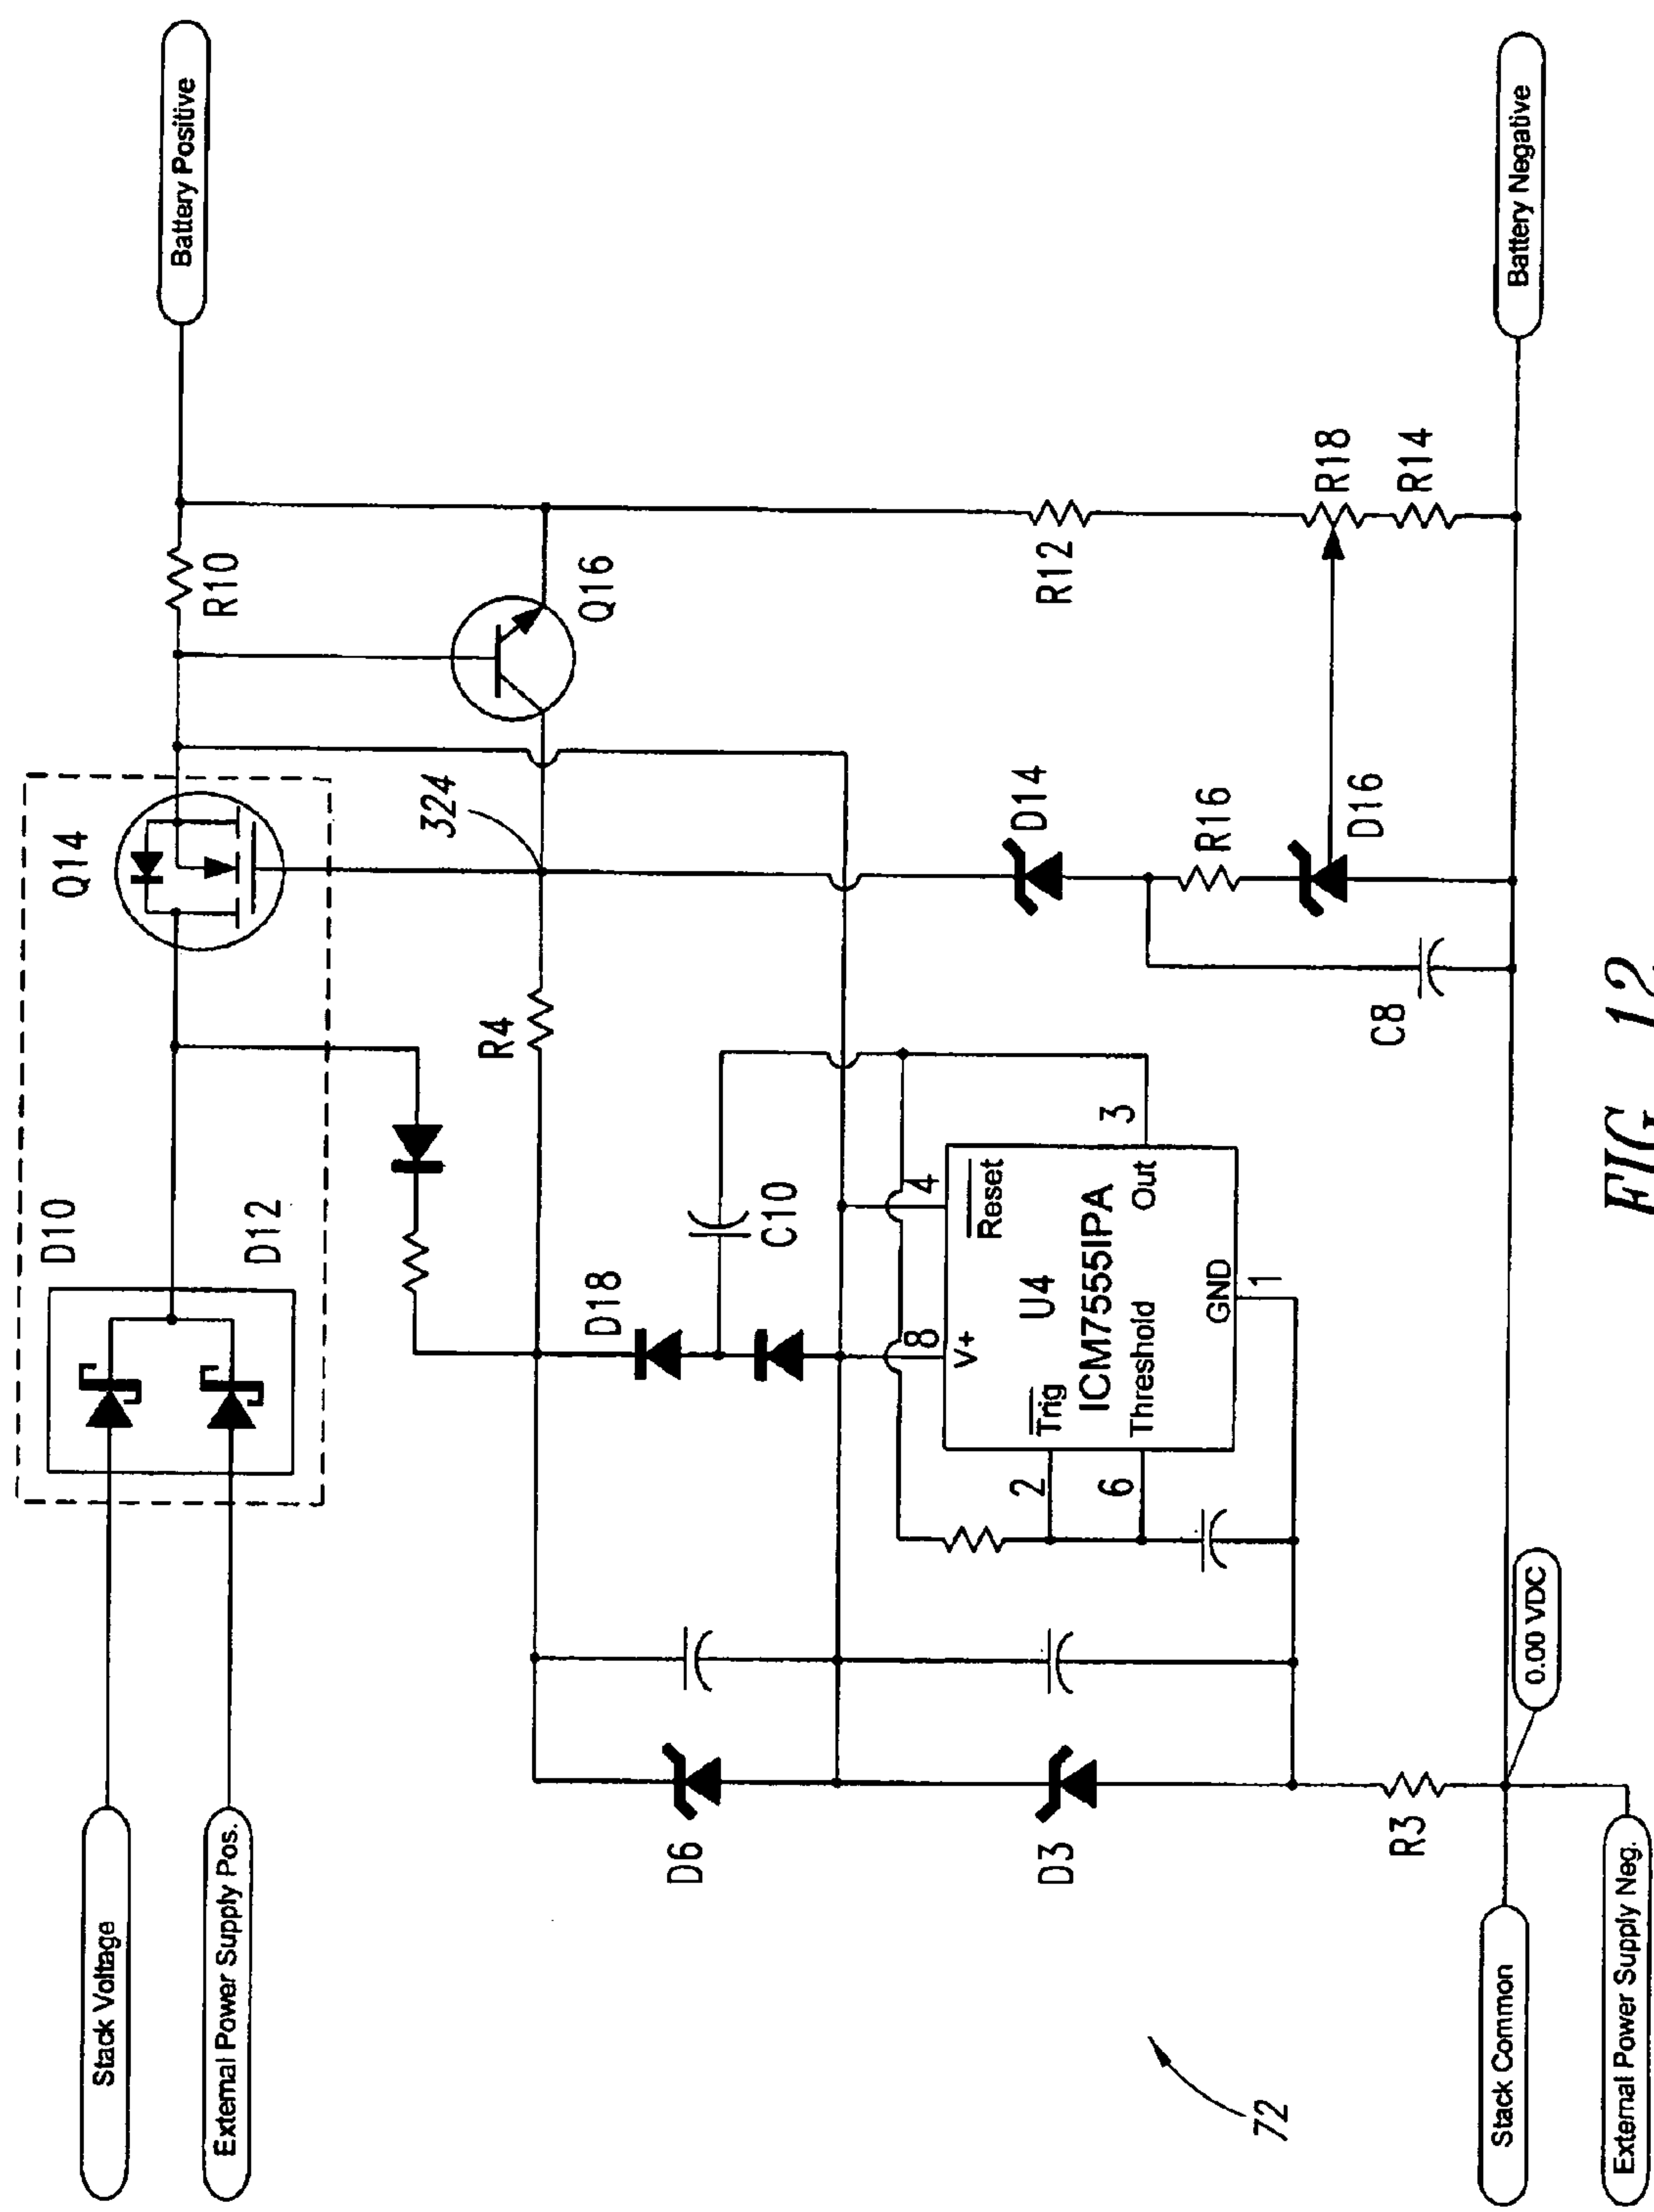 Stack Voltage
External Power Supply Pos.
D10
D12
Q14
R10
Battery Positive
324
Q16
R4
D18
C10
D6
D3
R3
8
V+
4
Reset
U4
ICM7555IPA
Trig
Threshold
Out
GND
2
6
3
1
D14
R16
D16
C8
R12
R18
R14
Stack Common
External Power Supply Neg.
0.00 VDC
Battery Negative
72
FIG. 12